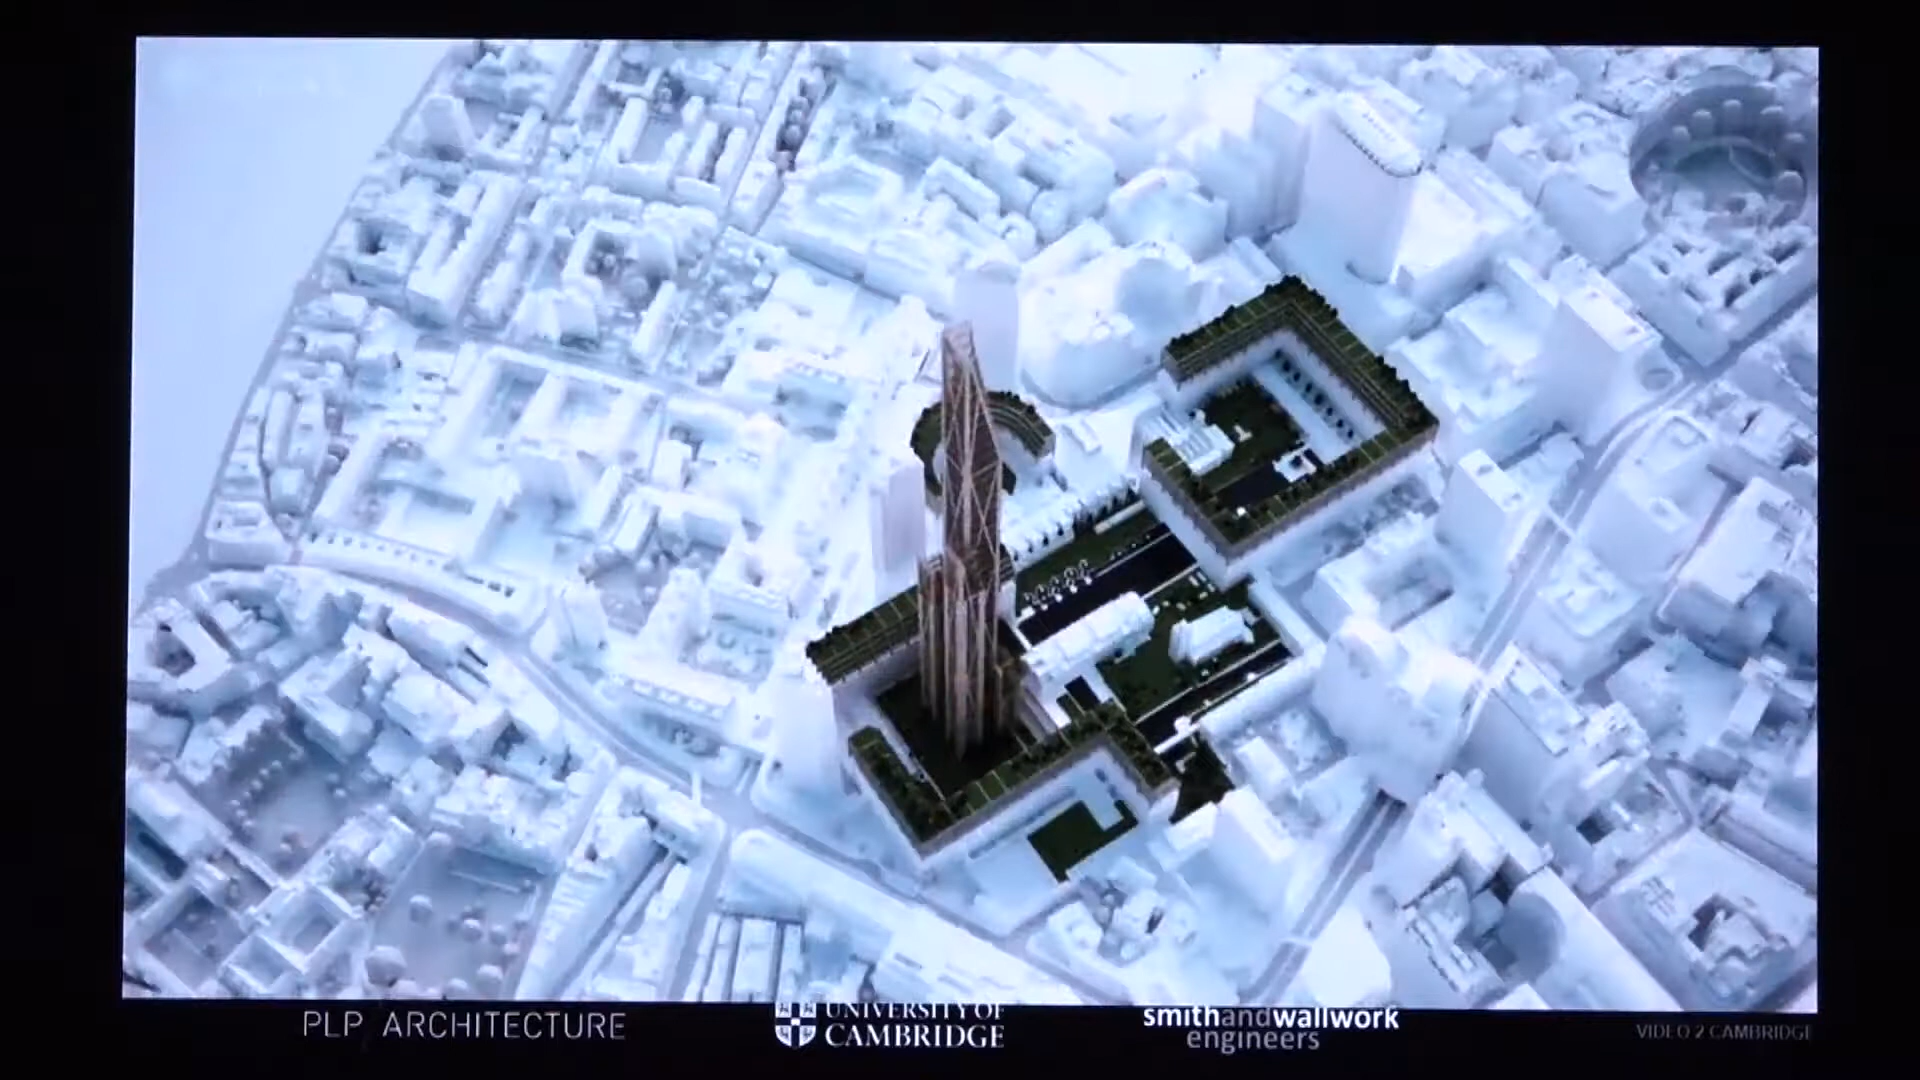 PLP ARCHITECTURE
UNIVERSITY OF
CAMBRIDGE
smithandwallwork
engineers
VIDEO 2 CAMBRIDGE